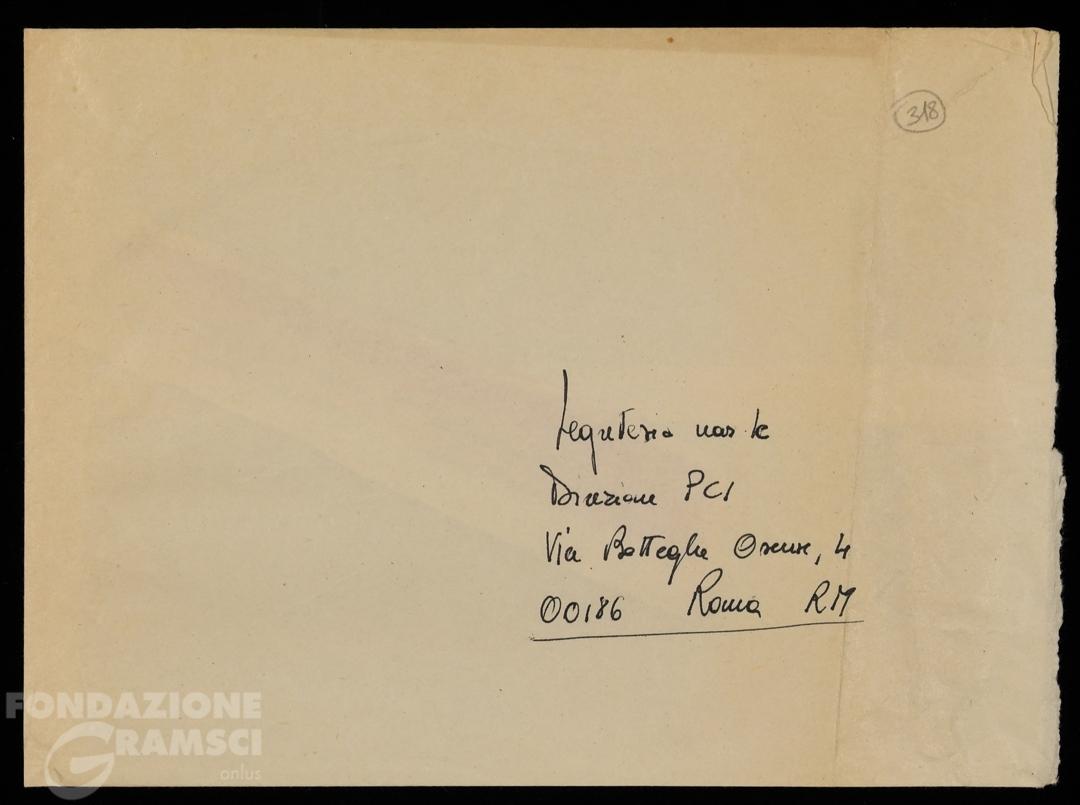 318
Segreteria naz.le
Direzione PCI
Via Botteghe Oscure, 4
00186 Roma RM
FONDAZIONE
GRAMSCI
onlus